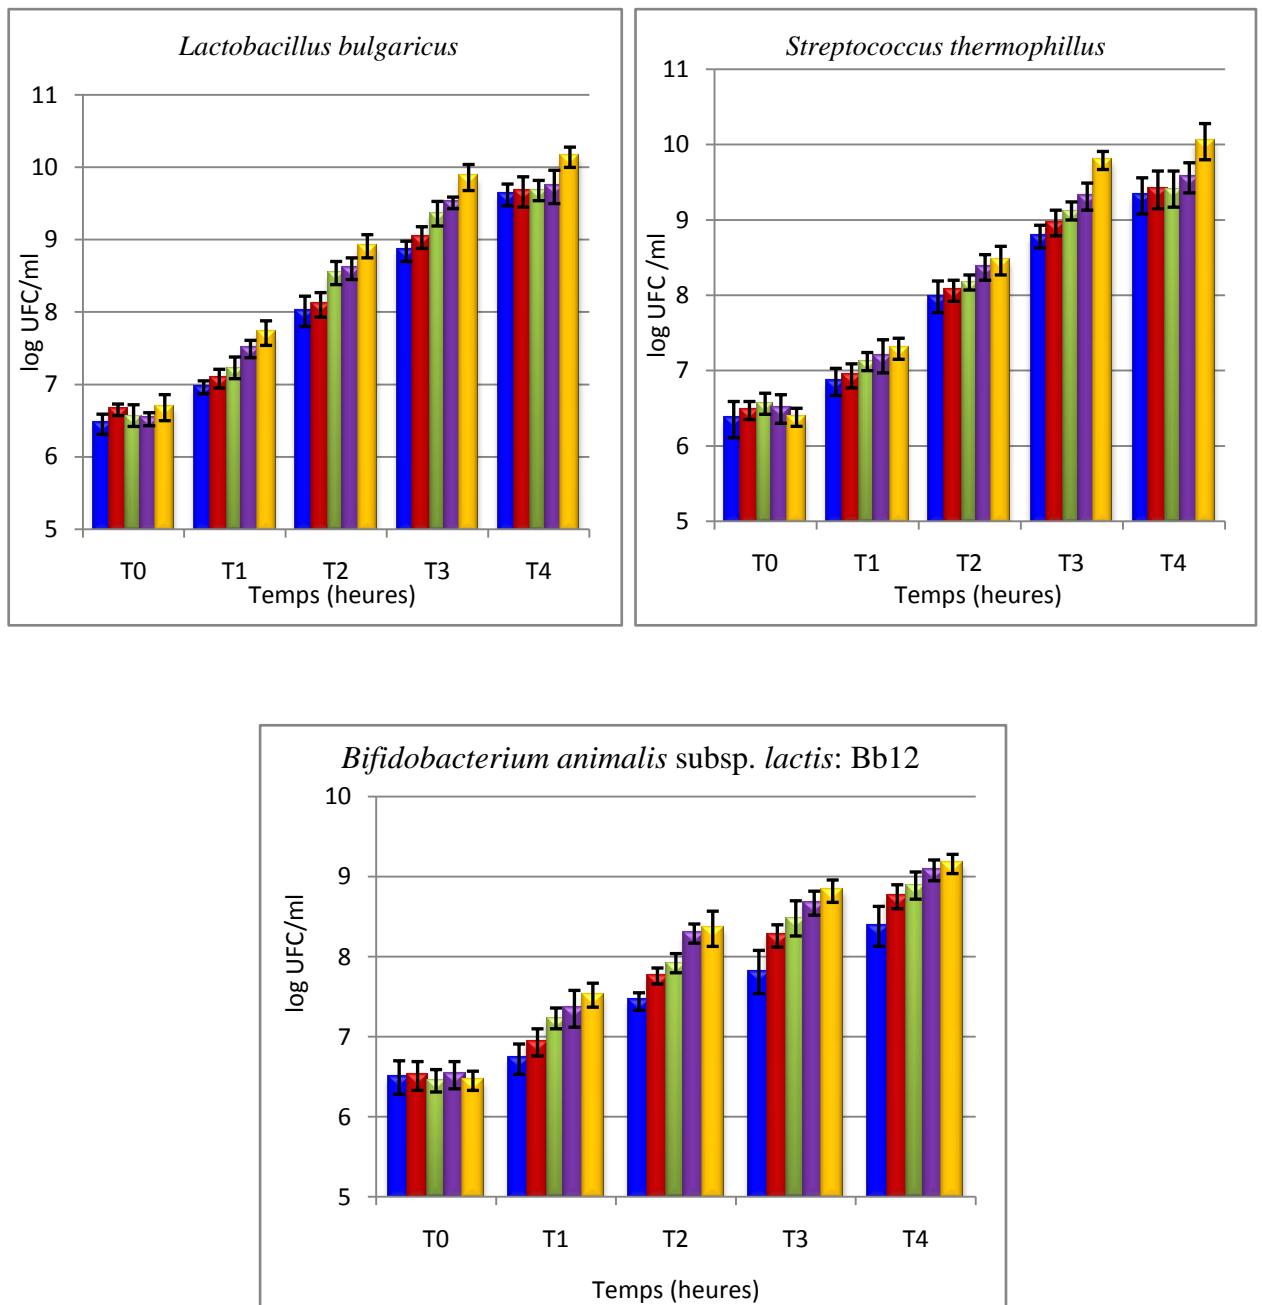 Lactobacillus bulgaricus
11
10
9
8
7
6
5
log UFC/ml
T0 T1 T2 T3 T4
Temps (heures)
Streptococcus thermophillus
11
10
9
8
7
6
5
log UFC /ml
T0 T1 T2 T3 T4
Temps (heures)
Bifidobacterium animalis subsp. lactis: Bb12
10
9
8
7
6
5
log UFC/ml
T0 T1 T2 T3 T4
Temps (heures)